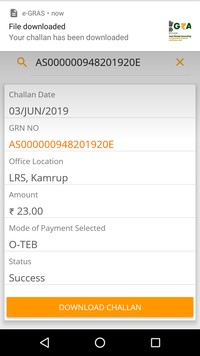 e-GRAS • now
File downloaded
Your challan has been downloaded
AS000000948201920E
Challan Date
03/JUN/2019
GRN NO
AS000000948201920E
Office Location
LRS, Kamrup
Amount
₹ 23.00
Mode of Payment Selected
O-TEB
Status
Success
DOWNLOAD CHALLAN